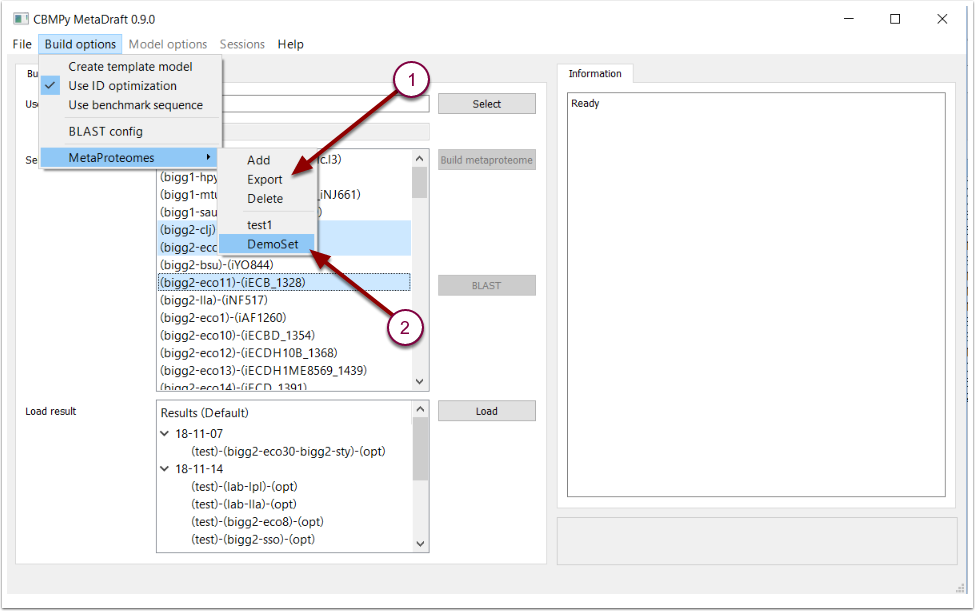 CBMPy MetaDraft 0.9.0
File Build options Model options Sessions Help
Create template model
Use ID optimization
Use benchmark sequence
BLAST config
MetaProteomes
Add
Export
Delete
test1
DemoSet
1
2
Bu
Use
Select
Se
c.l3)
Build metaproteome
(bigg1-hpy
(bigg1-mtu
_iNJ661)
(bigg1-sau
)
(bigg2-clj)
(bigg2-ecc
(bigg2-bsu)-(iYO844)
(bigg2-eco11)-(iECB_1328)
BLAST
(bigg2-lla)-(iNF517)
(bigg2-eco1)-(iAF1260)
(bigg2-eco10)-(iECBD_1354)
(bigg2-eco12)-(iECDH10B_1368)
(bigg2-eco13)-(iECDH1ME8569_1439)
(bigg2-eco14)-(iECD_1391)
Load result
Results (Default)
Load
18-11-07
(test)-(bigg2-eco30-bigg2-sty)-(opt)
18-11-14
(test)-(lab-lpl)-(opt)
(test)-(lab-lla)-(opt)
(test)-(bigg2-eco8)-(opt)
(test)-(bigg2-sso)-(opt)
Information
Ready